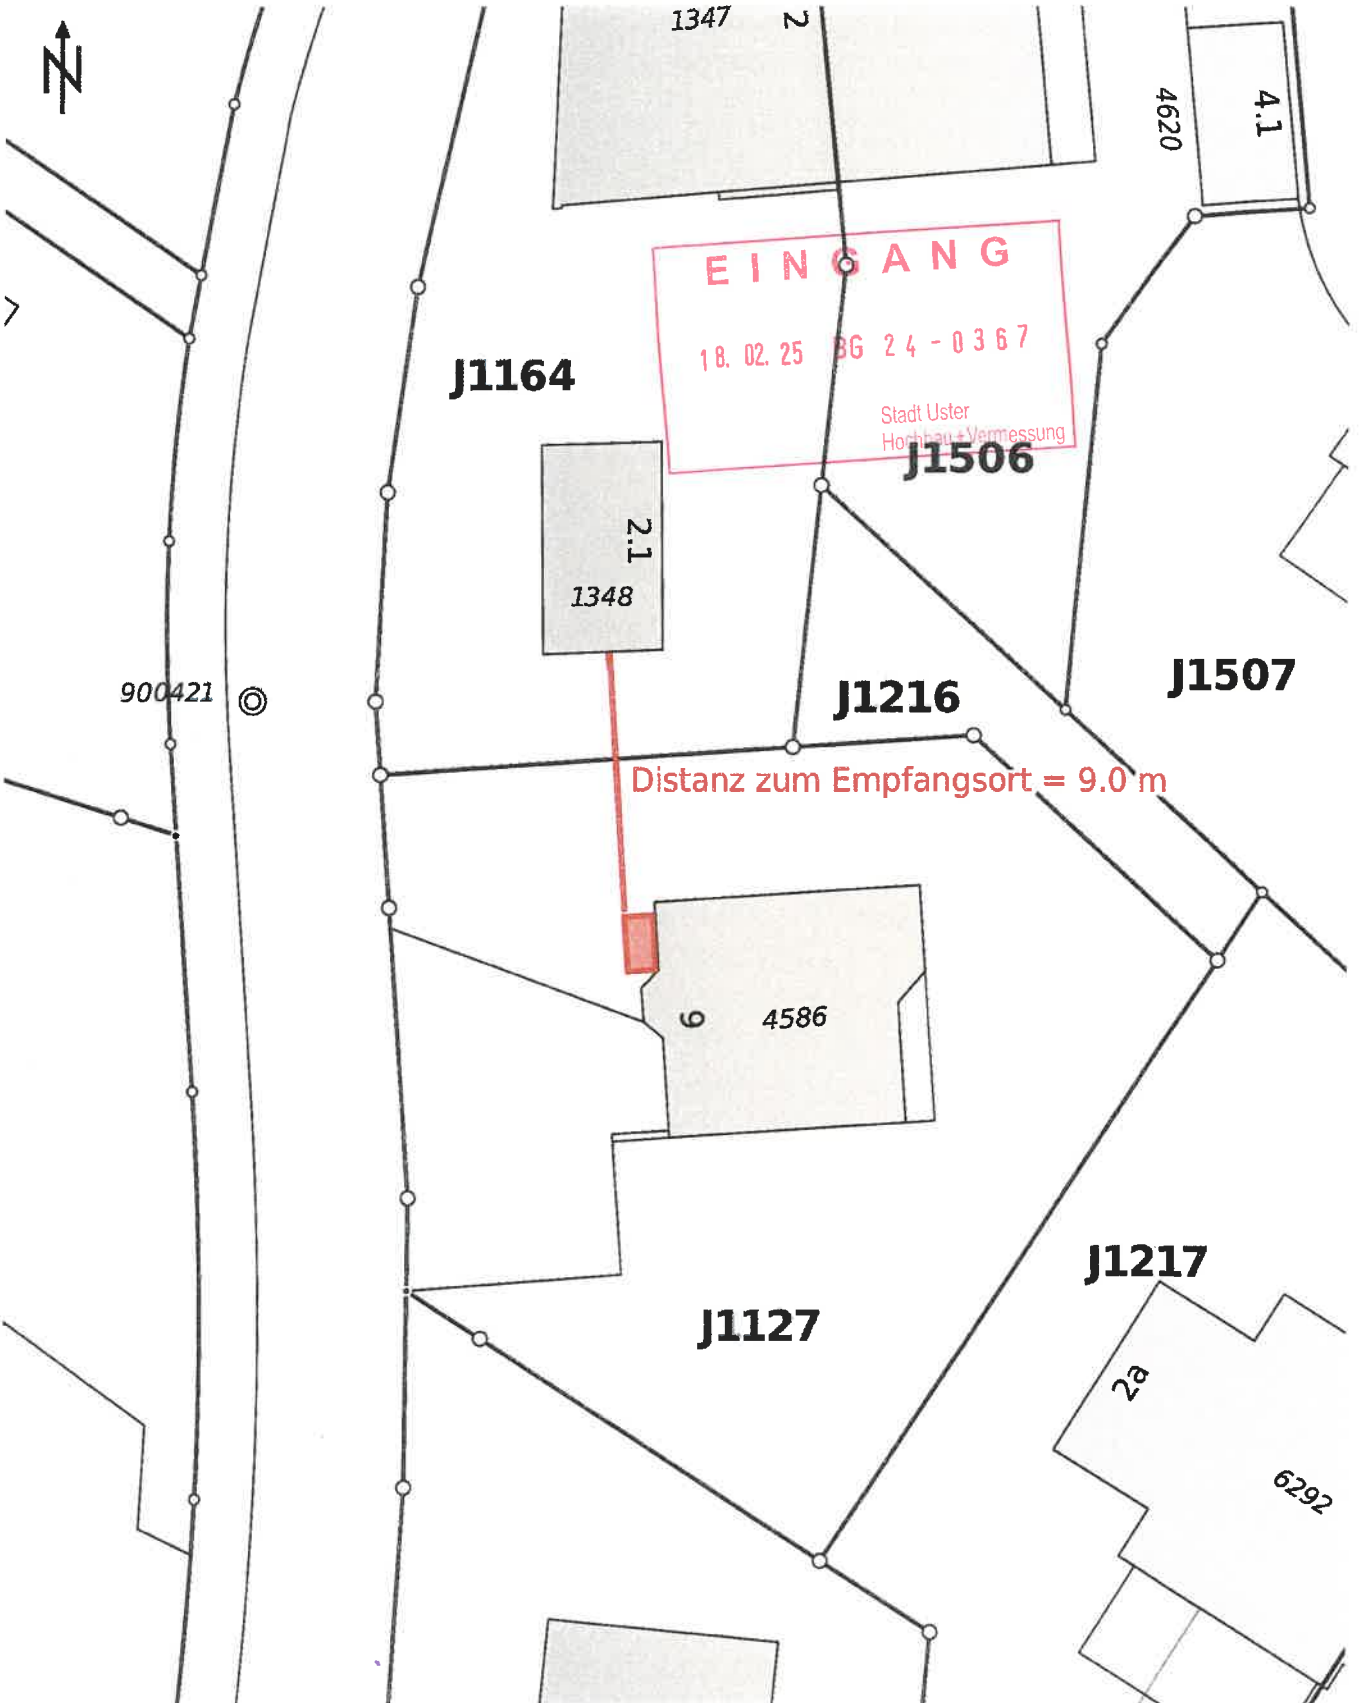 N
1347
2
4620
4.1
EINGANG
18. 02. 25 BG 24-0367
Stadt Uster
Hochbau+Vermessung
J1164
J1506
2.1
1348
J1507
900421
J1216
Distanz zum Empfangsort = 9.0 m
6
4586
J1217
J1127
2a
6292